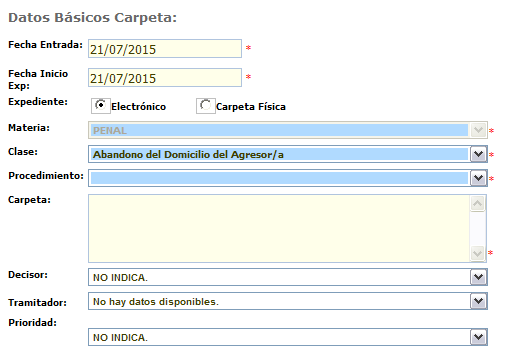 Datos Básicos Carpeta:
Fecha Entrada: 21/07/2015 *
Fecha Inicio
Exp: 21/07/2015 *
Expediente: Electrónico Carpeta Física
Materia: PENAL *
Clase: Abandono del Domicilio del Agresor/a *
Procedimiento: *
Carpeta: *
Decisor: NO INDICA.
Tramitador: No hay datos disponibles.
Prioridad:
NO INDICA.